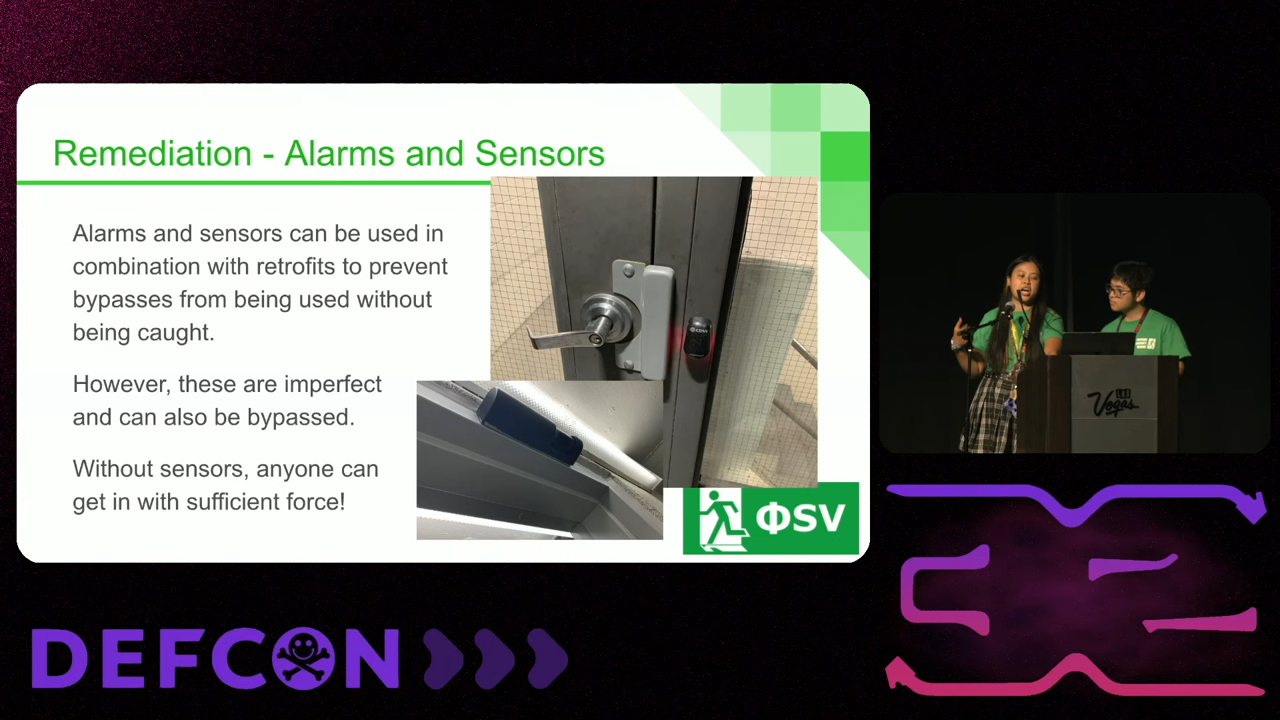 Remediation - Alarms and Sensors
Alarms and sensors can be used in
combination with retrofits to prevent
bypasses from being used without
being caught.
However, these are imperfect
and can also be bypassed.
Without sensors, anyone can
get in with sufficient force!
ΦSV
Vegas
DEFCON